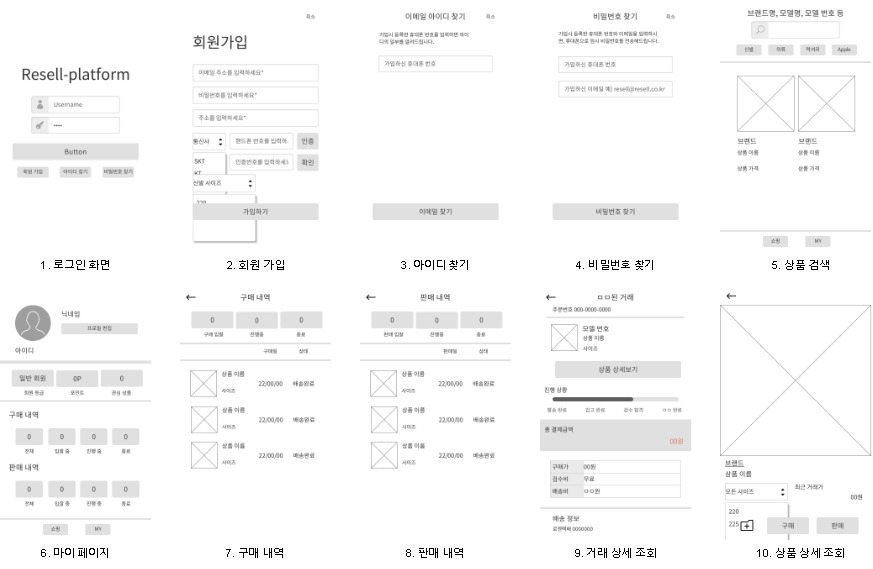 Resell-platform
Username
Button
회원 가입
아이디 찾기
비밀번호 찾기
1. 로그인 화면
취소
회원가입
이메일 주소를 입력하세요*
비밀번호를 입력하세요*
주소를 입력하세요*
통신사
핸드폰 번호를 입력하
인증
SKT
KT
인증번호를 입력하세요
확인
신발 사이즈
220
가입하기
2. 회원 가입
이메일 아이디 찾기
취소
가입시 등록한 휴대폰 번호를 입력하면 아이
디의 일부를 알려드립니다.
가입하신 휴대폰 번호
이메일 찾기
3. 아이디 찾기
비밀번호 찾기
취소
가입시 등록한 휴대폰 번호와 이메일을 입력하시
면, 휴대폰으로 임시 비밀번호를 전송해드립니다.
가입하신 휴대폰 번호
가입하신 이메일 예) resell@resell.co.kr
비밀번호 찾기
4. 비밀번호 찾기
브랜드명, 모델명, 모델 번호 등
신발
의류
럭셔리
Apple
브랜드
상품 이름
상품 가격
브랜드
상품 이름
상품 가격
쇼핑
MY
5. 상품 검색
닉네임
프로필 편집
아이디
일반 회원
0P
0
회원 등급
포인트
관심 상품
구매 내역
0
0
0
0
전체
입찰 중
진행 중
종료
판매 내역
0
0
0
0
전체
입찰 중
진행 중
종료
쇼핑
MY
6. 마이 페이지
구매 내역
0
0
0
구매 입찰
진행중
종료
구매일
상태
상품 이름
사이즈
22/00/00
배송완료
상품 이름
사이즈
22/00/00
배송완료
상품 이름
사이즈
22/00/00
배송완료
7. 구매 내역
판매 내역
0
0
0
판매 입찰
진행중
종료
판매일
상태
상품 이름
사이즈
22/00/00
배송완료
상품 이름
사이즈
22/00/00
배송완료
상품 이름
사이즈
22/00/00
배송완료
8. 판매 내역
ㅁㅁ된 거래
주문번호 000-0000-0000
모델 번호
상품 이름
사이즈
상품 상세보기
진행 상황
발송 완료
입고 완료
검수 합격
ㅁㅁ 완료
총 결제금액
00원
구매가
00원
검수비
무료
배송비
ㅁㅁ원
배송 정보
로젠택배 0000000
9. 거래 상세 조회
브랜드
상품 이름
모든 사이즈
최근 거래가
00원
220
225
구매
판매
10. 상품 상세 조회